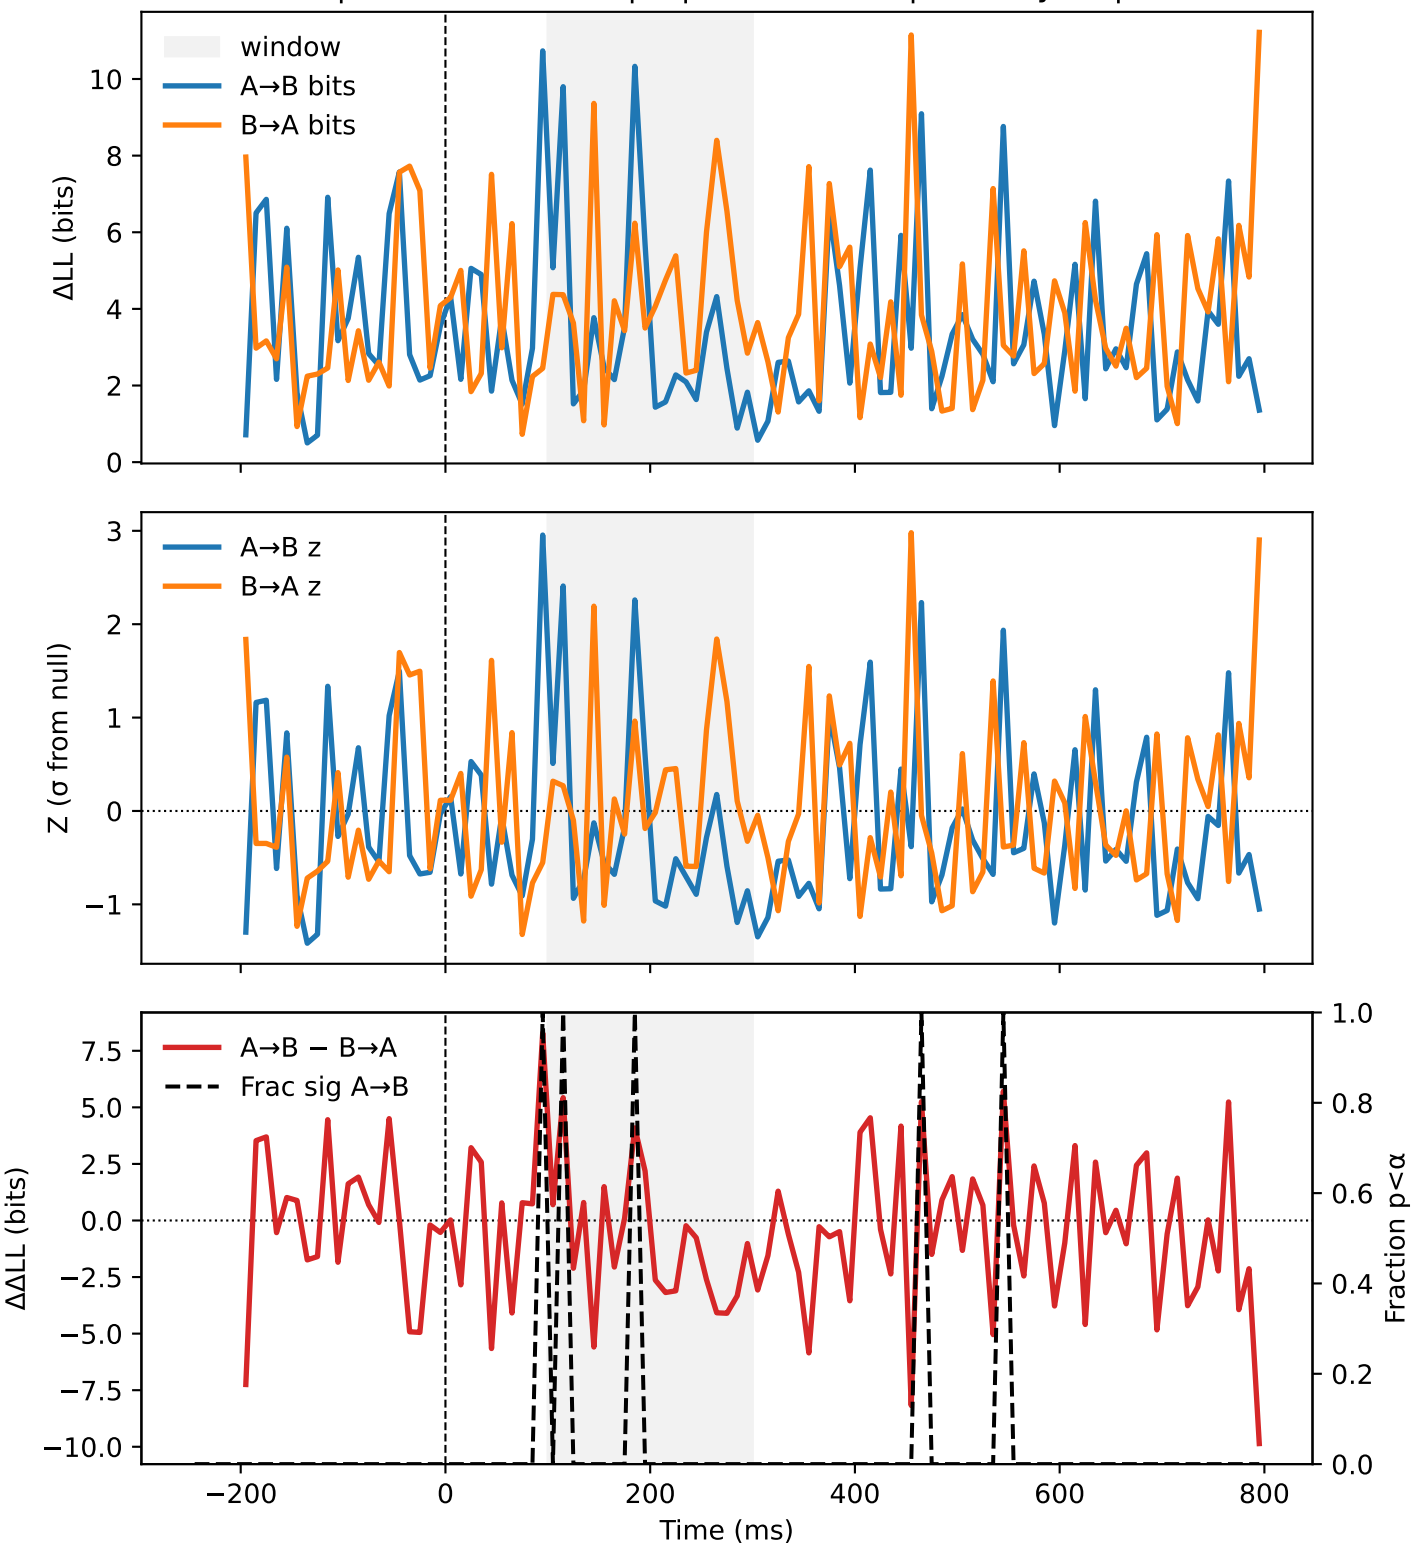 window
A→B bits
B→A bits
ΔLL (bits)
10
8
6
4
2
0
A→B z
B→A z
Z (σ from null)
3
2
1
0
−1
A→B − B→A
Frac sig A→B
ΔΔLL (bits)
7.5
5.0
2.5
0.0
−2.5
−5.0
−7.5
−10.0
1.0
0.8
0.6
0.4
0.2
0.0
Fraction p<α
−200
0
200
400
600
800
Time (ms)